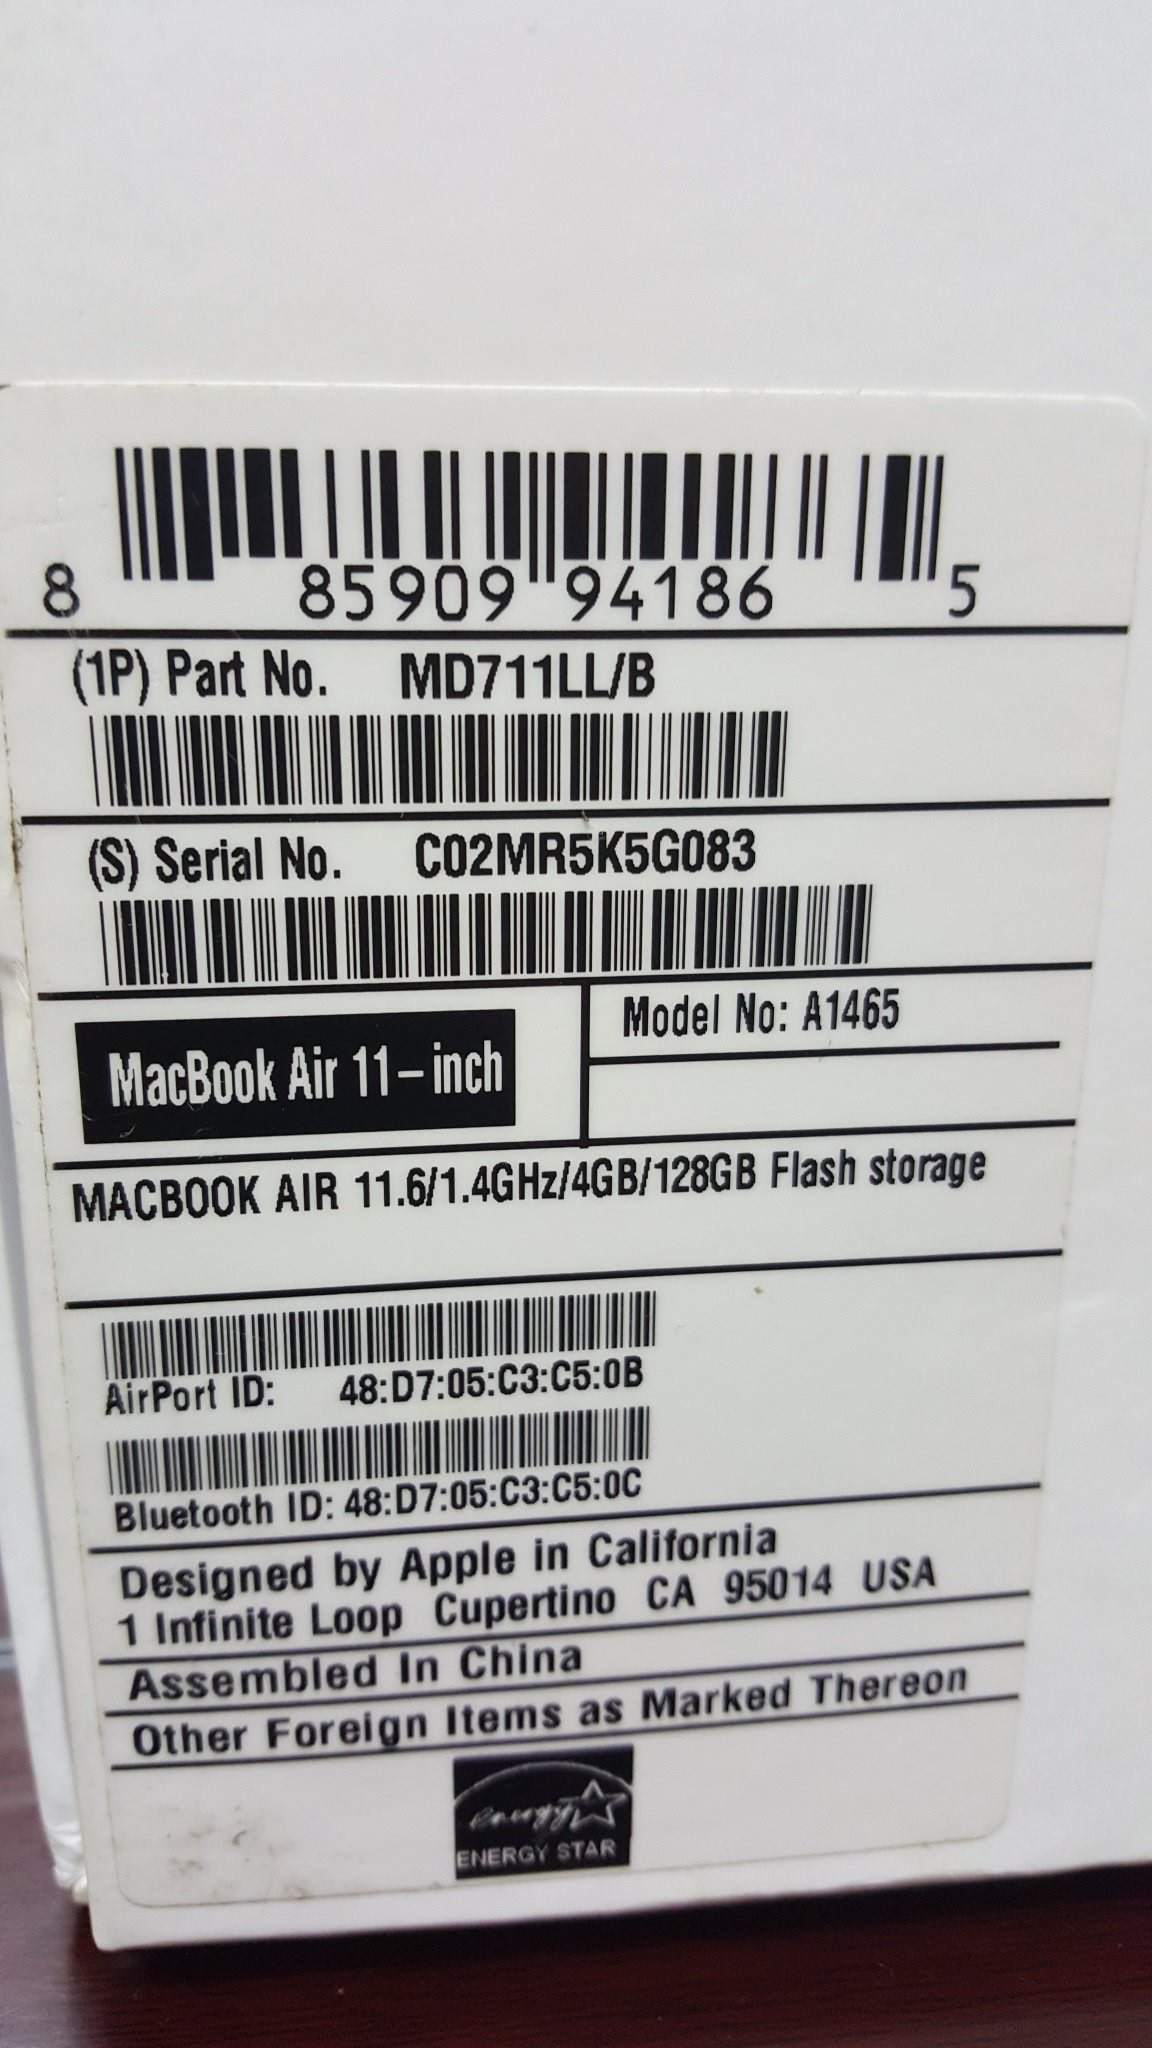 8 85909 94186 5
(1P) Part No. MD711LL/B
(S) Serial No. C02MR5K5G083
MacBook Air 11-inch
Model No: A1465
MACBOOK AIR 11.6/1.4GHz/4GB/128GB Flash storage
AirPort ID: 48:D7:05:C3:C5:0B
Bluetooth ID: 48:D7:05:C3:C5:0C
Designed by Apple in California
1 Infinite Loop Cupertino CA 95014 USA
Assembled In China
Other Foreign Items as Marked Thereon
energy
ENERGY STAR